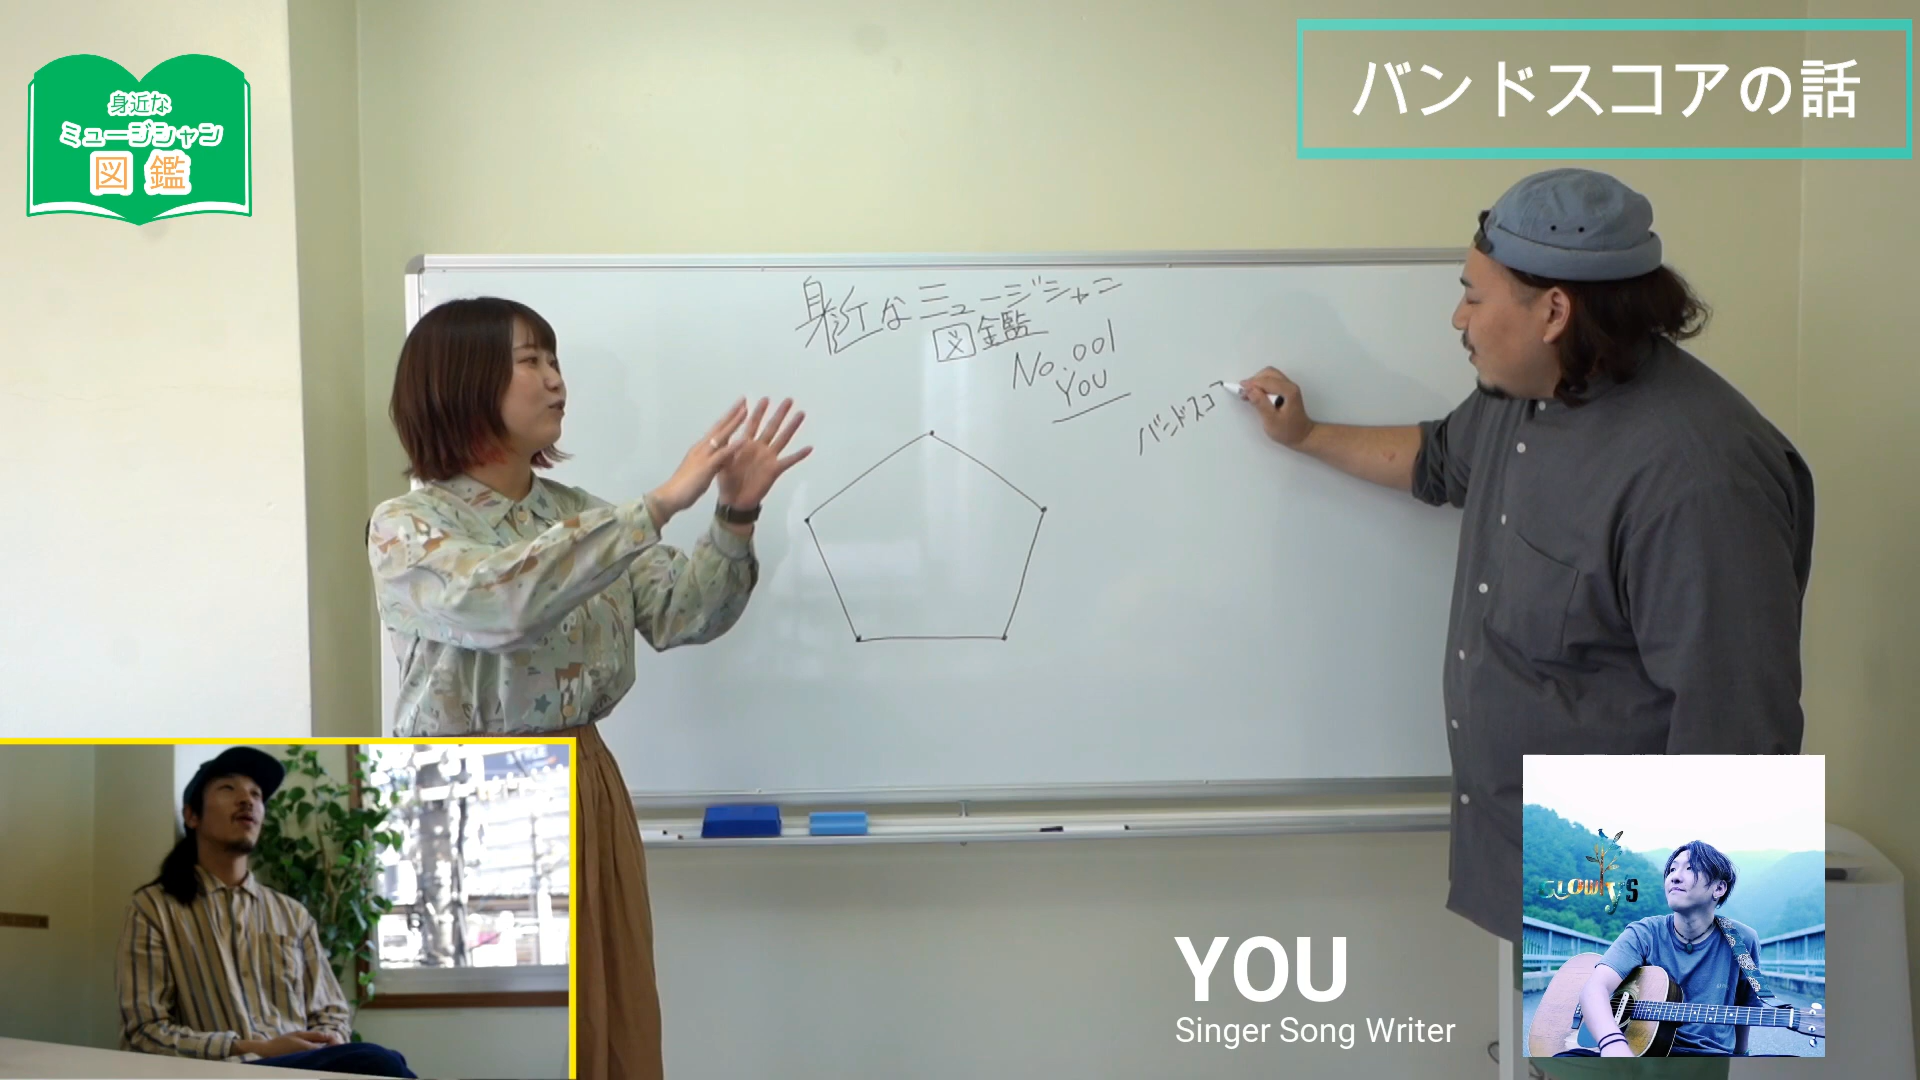 身近な
ミュージシャン
図鑑
バンドスコアの話
身近なミュージシャン
図鑑
No.001
YOU
バンドスコア
GLOWLY'S
YOU
Singer Song Writer